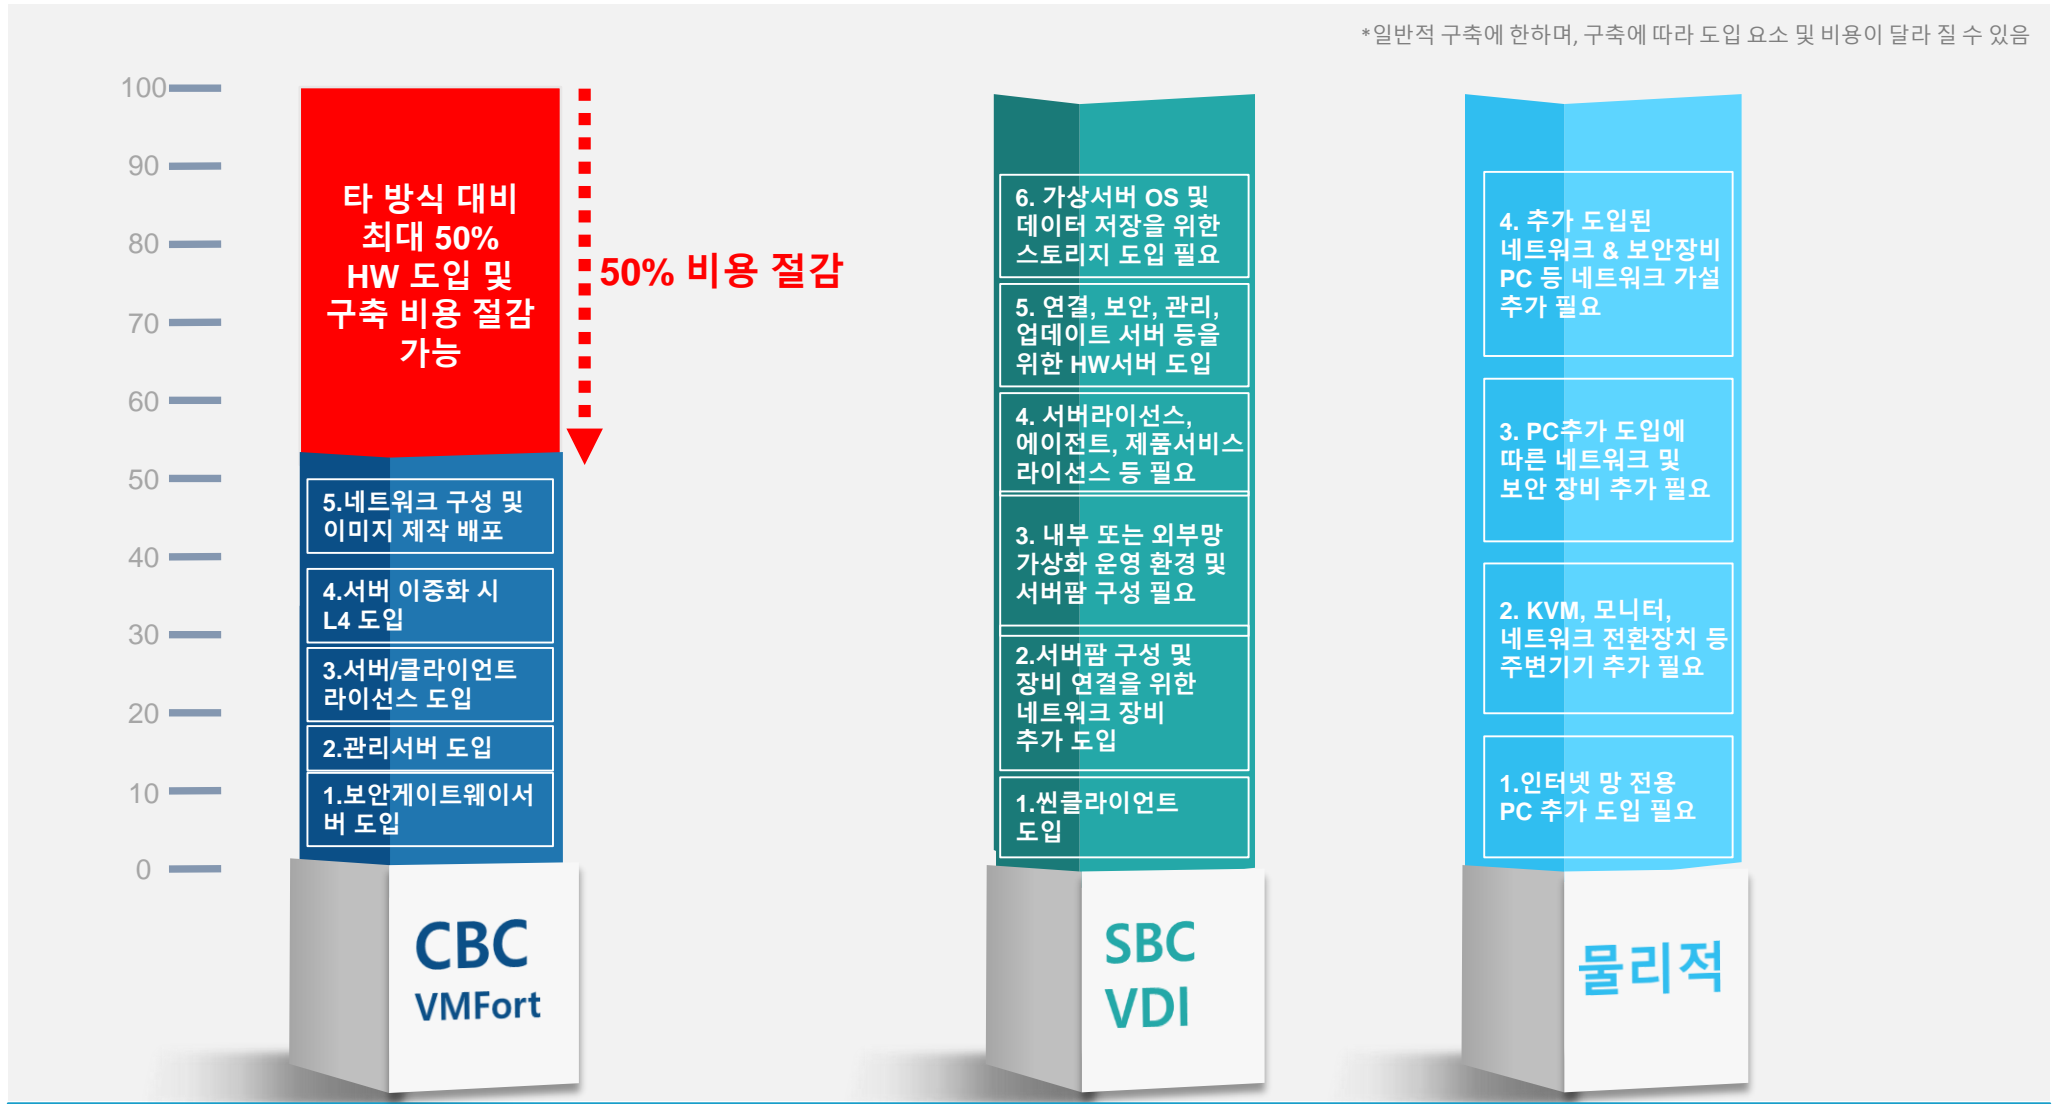 *일반적 구축에 한하며, 구축에 따라 도입 요소 및 비용이 달라 질 수 있음
100
90
80
70
60
50
40
30
20
10
0
타 방식 대비
최대 50%
HW 도입 및
구축 비용 절감
가능
50% 비용 절감
5.네트워크 구성 및
이미지 제작 배포
4.서버 이중화 시
L4 도입
3.서버/클라이언트
라이선스 도입
2.관리서버 도입
1.보안게이트웨이서
버 도입
CBC
VMFort
6. 가상서버 OS 및
데이터 저장을 위한
스토리지 도입 필요
5. 연결, 보안, 관리,
업데이트 서버 등을
위한 HW서버 도입
4. 서버라이선스,
에이전트, 제품서비스
라이선스 등 필요
3. 내부 또는 외부망
가상화 운영 환경 및
서버팜 구성 필요
2.서버팜 구성 및
장비 연결을 위한
네트워크 장비
추가 도입
1.씬클라이언트
도입
SBC
VDI
4. 추가 도입된
네트워크 & 보안장비
PC 등 네트워크 가설
추가 필요
3. PC추가 도입에
따른 네트워크 및
보안 장비 추가 필요
2. KVM, 모니터,
네트워크 전환장치 등
주변기기 추가 필요
1.인터넷 망 전용
PC 추가 도입 필요
물리적